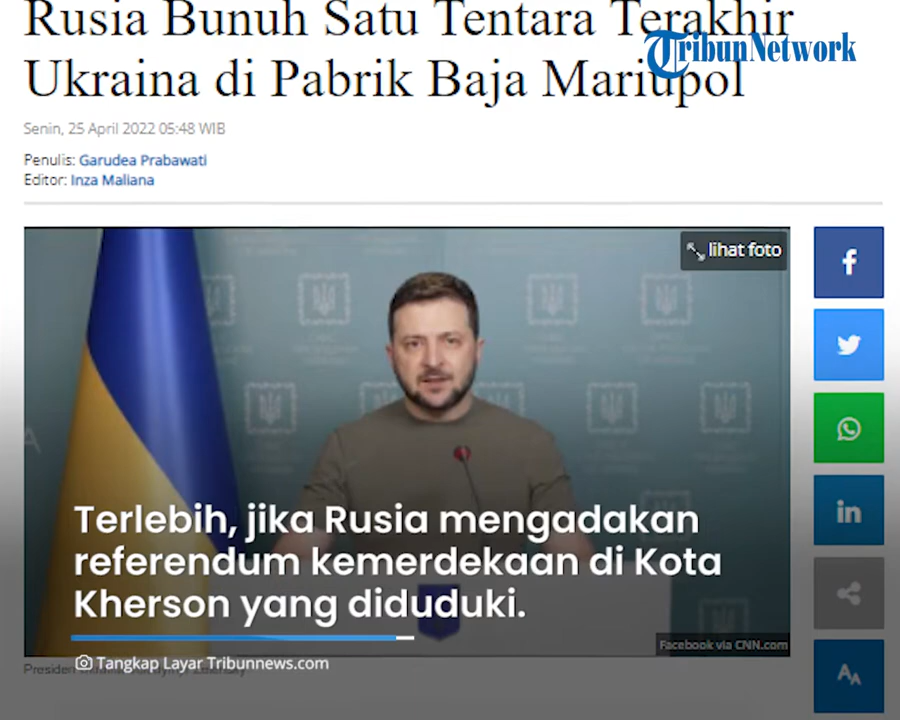 Rusia Bunuh Satu Tentara Terakhir
TribunNetwork
Ukraina di Pabrik Baja Mariupol
Senin, 25 April 2022 05:48 WIB
Penulis: Garudea Prabawati
Editor: Inza Maliana
lihat foto
Terlebih, jika Rusia mengadakan
referendum kemerdekaan di Kota
Kherson yang diduduki.
Facebook via CNN.com
Tangkap Layar Tribunnews.com
Presiden